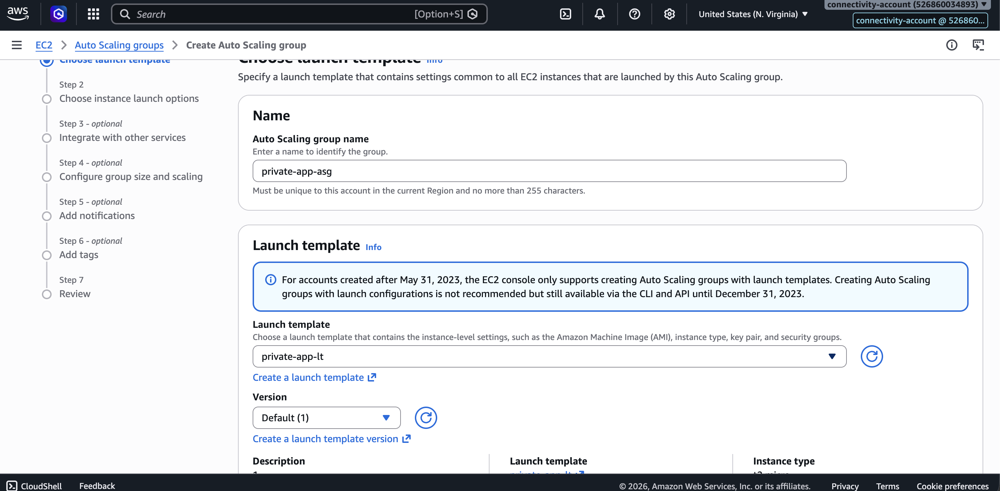 aws
Search
[Option+S]
United States (N. Virginia)
connectivity-account (526860034893)
connectivity-account @ 526860...
EC2
Auto Scaling groups
Create Auto Scaling group
Choose launch template
Step 2
Choose instance launch options
Step 3 - optional
Integrate with other services
Step 4 - optional
Configure group size and scaling
Step 5 - optional
Add notifications
Step 6 - optional
Add tags
Step 7
Review
Choose launch template Info
Specify a launch template that contains settings common to all EC2 instances that are launched by this Auto Scaling group.
Name
Auto Scaling group name
Enter a name to identify the group.
private-app-asg
Must be unique to this account in the current Region and no more than 255 characters.
Launch template Info
For accounts created after May 31, 2023, the EC2 console only supports creating Auto Scaling groups with launch templates. Creating Auto Scaling
groups with launch configurations is not recommended but still available via the CLI and API until December 31, 2023.
Launch template
Choose a launch template that contains the instance-level settings, such as the Amazon Machine Image (AMI), instance type, key pair, and security groups.
private-app-lt
Create a launch template
Version
Default (1)
Create a launch template version
Description
Launch template
private-app-lt
Instance type
CloudShell
Feedback
© 2026, Amazon Web Services, Inc. or its affiliates.
Privacy
Terms
Cookie preferences